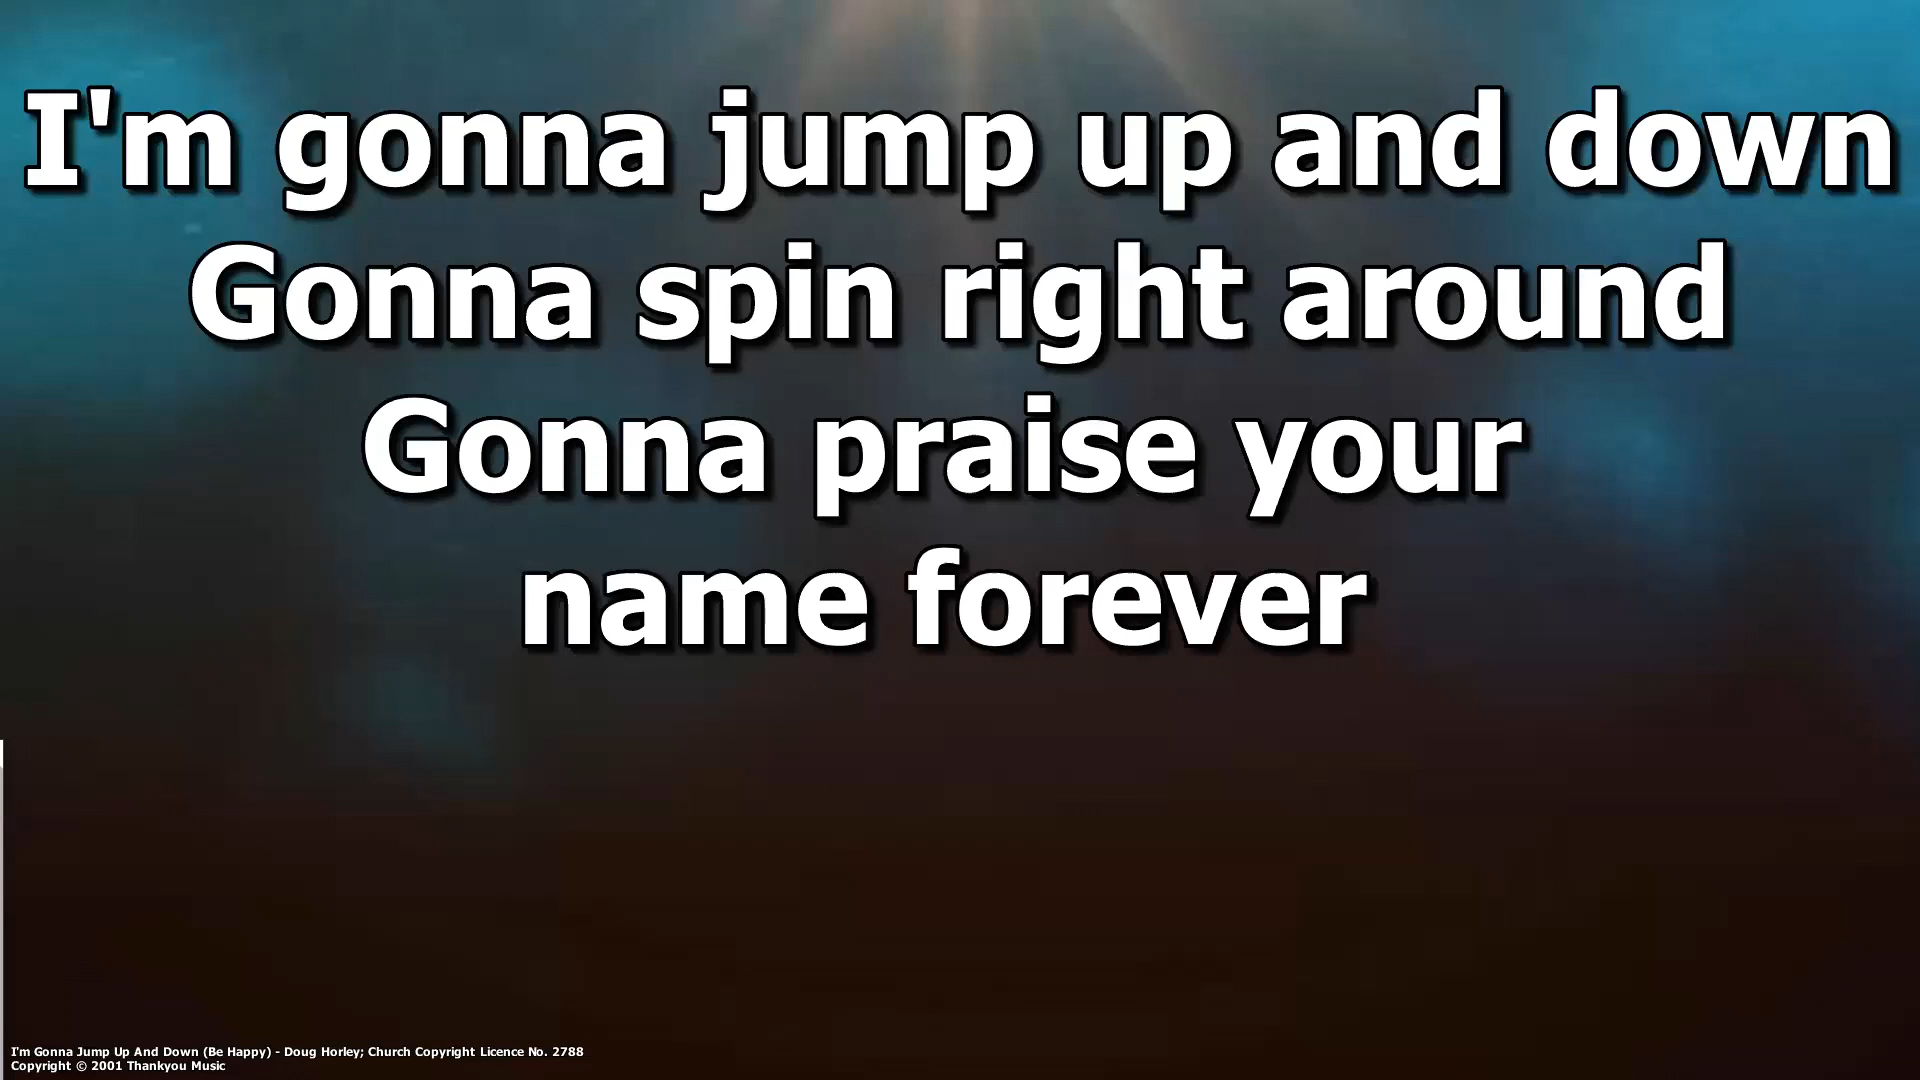 I'm gonna jump up and down
Gonna spin right around
Gonna praise your
name forever
I'm Gonna Jump Up And Down (Be Happy) - Doug Horley; Church Copyright Licence No. 2788
Copyright © 2001 Thankyou Music